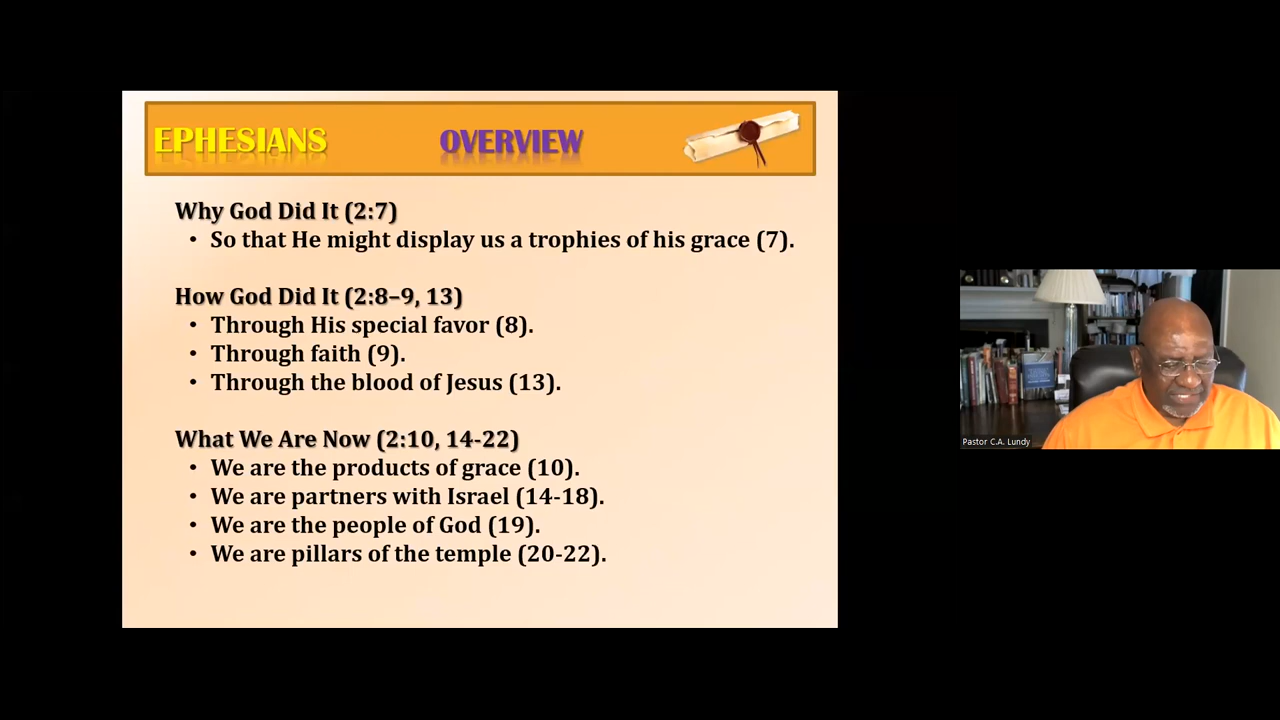 EPHESIANS OVERVIEW
Why God Did It (2:7)
• So that He might display us a trophies of his grace (7).
How God Did It (2:8–9, 13)
• Through His special favor (8).
• Through faith (9).
• Through the blood of Jesus (13).
What We Are Now (2:10, 14-22)
• We are the products of grace (10).
• We are partners with Israel (14-18).
• We are the people of God (19).
• We are pillars of the temple (20-22).
Pastor C.A. Lundy